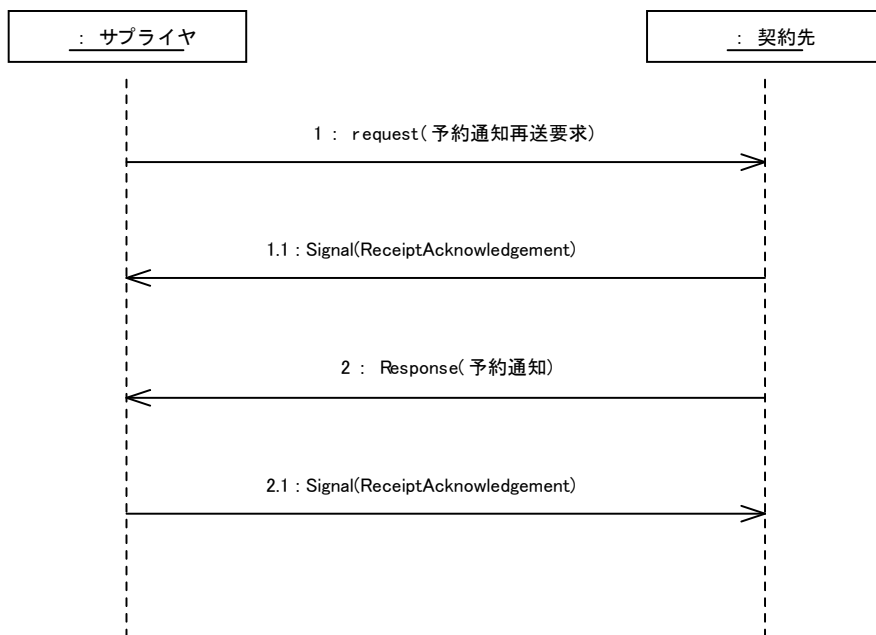 : サプライヤ
: 契約先
1 : request(予約通知再送要求)
1.1 : Signal(ReceiptAcknowledgement)
2 : Response(予約通知)
2.1 : Signal(ReceiptAcknowledgement)